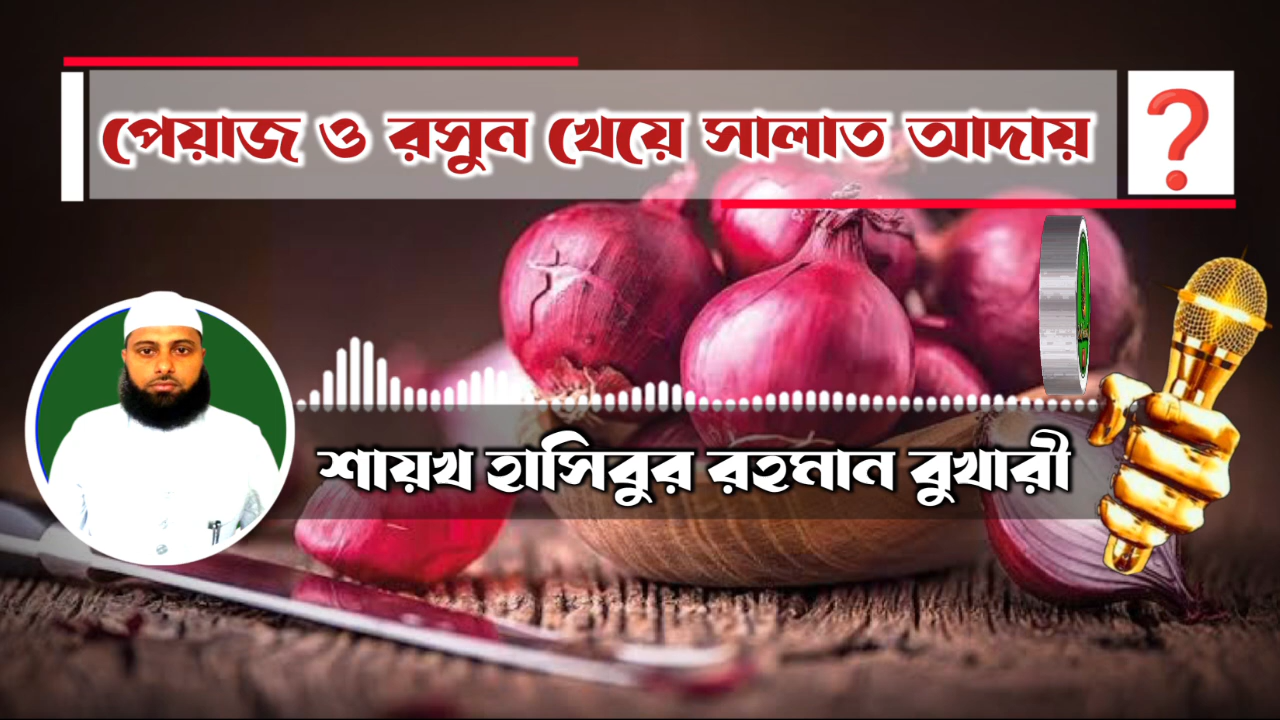 পেয়াজ ও রসুন খেয়ে সালাত আদায় ❓
শায়খ হাসিবুর রহমান বুখারী